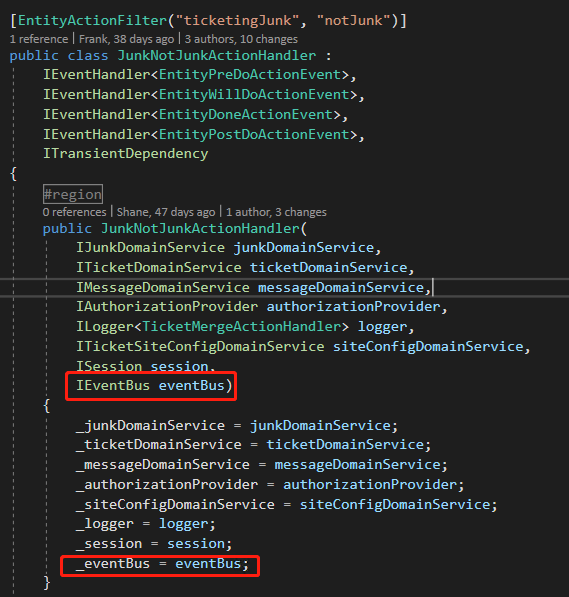 [EntityActionFilter("ticketingJunk", "notJunk")]
1 reference | Frank, 38 days ago | 3 authors, 10 changes
public class JunkNotJunkActionHandler :
IEventHandler<EntityPreDoActionEvent>,
IEventHandler<EntityWillDoActionEvent>,
IEventHandler<EntityDoneActionEvent>,
IEventHandler<EntityPostDoActionEvent>,
ITransientDependency
{
#region
0 references | Shane, 47 days ago | 1 author, 3 changes
public JunkNotJunkActionHandler(
IJunkDomainService junkDomainService,
ITicketDomainService ticketDomainService,
IMessageDomainService messageDomainService,
IAuthorizationProvider authorizationProvider,
ILogger<TicketMergeActionHandler> logger,
ITicketSiteConfigDomainService siteConfigDomainService,
ISession session,
IEventBus eventBus)
{
_junkDomainService = junkDomainService;
_ticketDomainService = ticketDomainService;
_messageDomainService = messageDomainService;
_authorizationProvider = authorizationProvider;
_siteConfigDomainService = siteConfigDomainService;
_logger = logger;
_session = session;
_eventBus = eventBus;
}